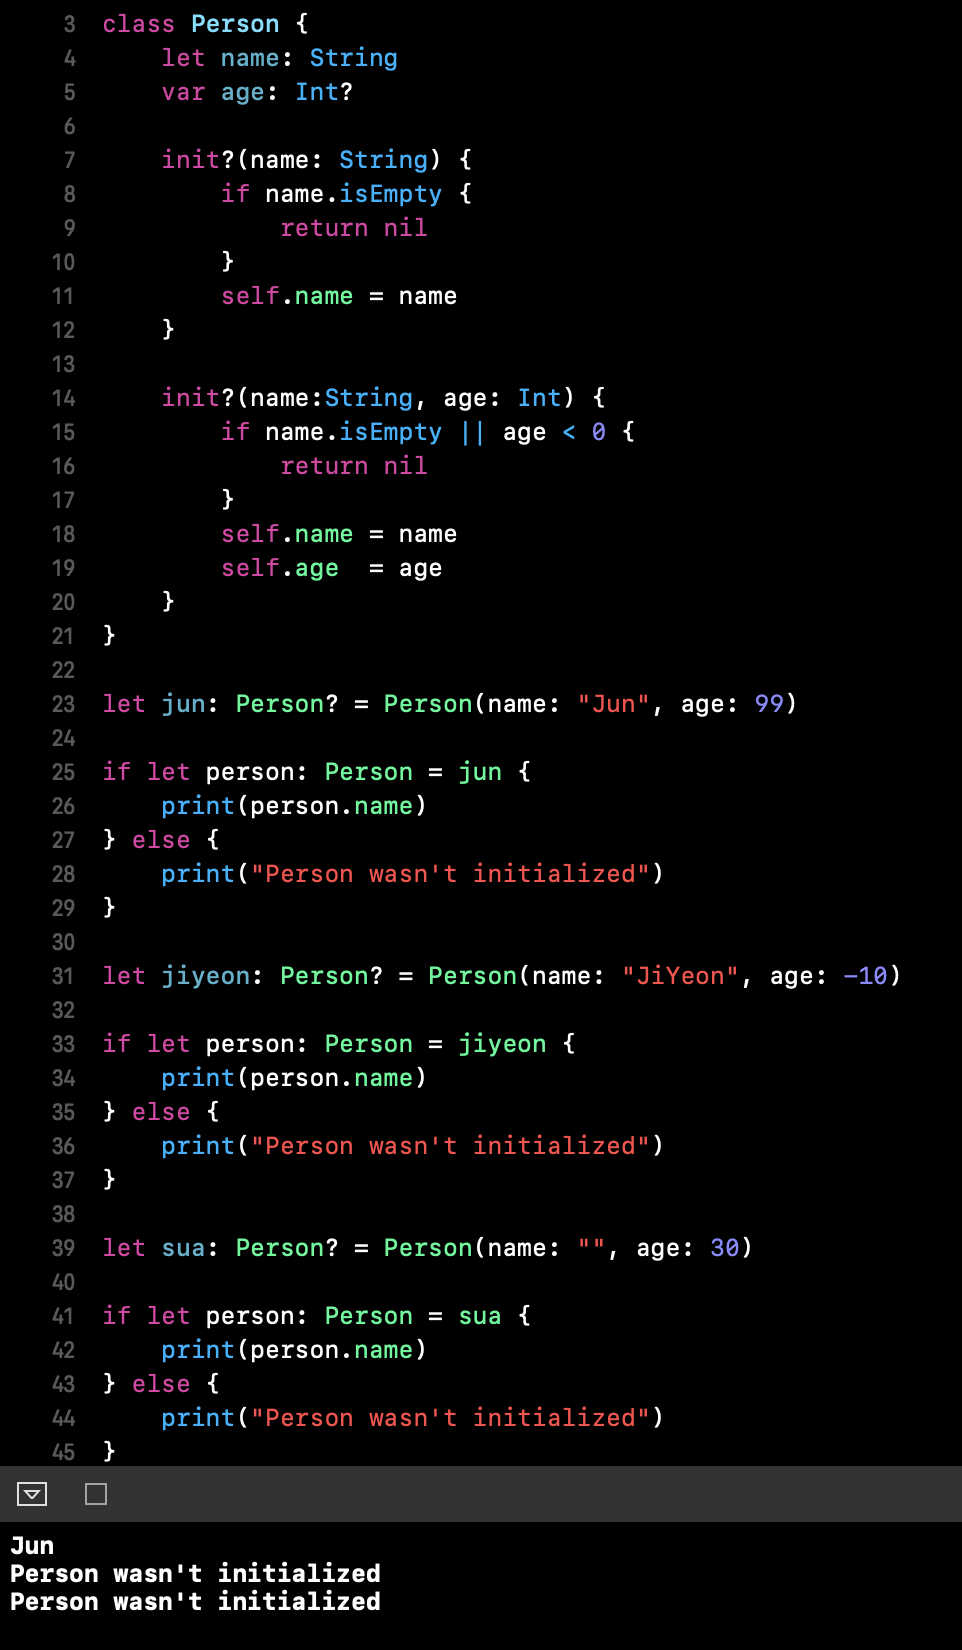 3 class Person {
4     let name: String
5     var age: Int?
6
7     init?(name: String) {
8         if name.isEmpty {
9             return nil
10         }
11         self.name = name
12     }
13
14     init?(name:String, age: Int) {
15         if name.isEmpty || age < 0 {
16             return nil
17         }
18         self.name = name
19         self.age  = age
20     }
21 }
22
23 let jun: Person? = Person(name: "Jun", age: 99)
24
25 if let person: Person = jun {
26     print(person.name)
27 } else {
28     print("Person wasn't initialized")
29 }
30
31 let jiyeon: Person? = Person(name: "JiYeon", age: -10)
32
33 if let person: Person = jiyeon {
34     print(person.name)
35 } else {
36     print("Person wasn't initialized")
37 }
38
39 let sua: Person? = Person(name: "", age: 30)
40
41 if let person: Person = sua {
42     print(person.name)
43 } else {
44     print("Person wasn't initialized")
45 }
Jun
Person wasn't initialized
Person wasn't initialized